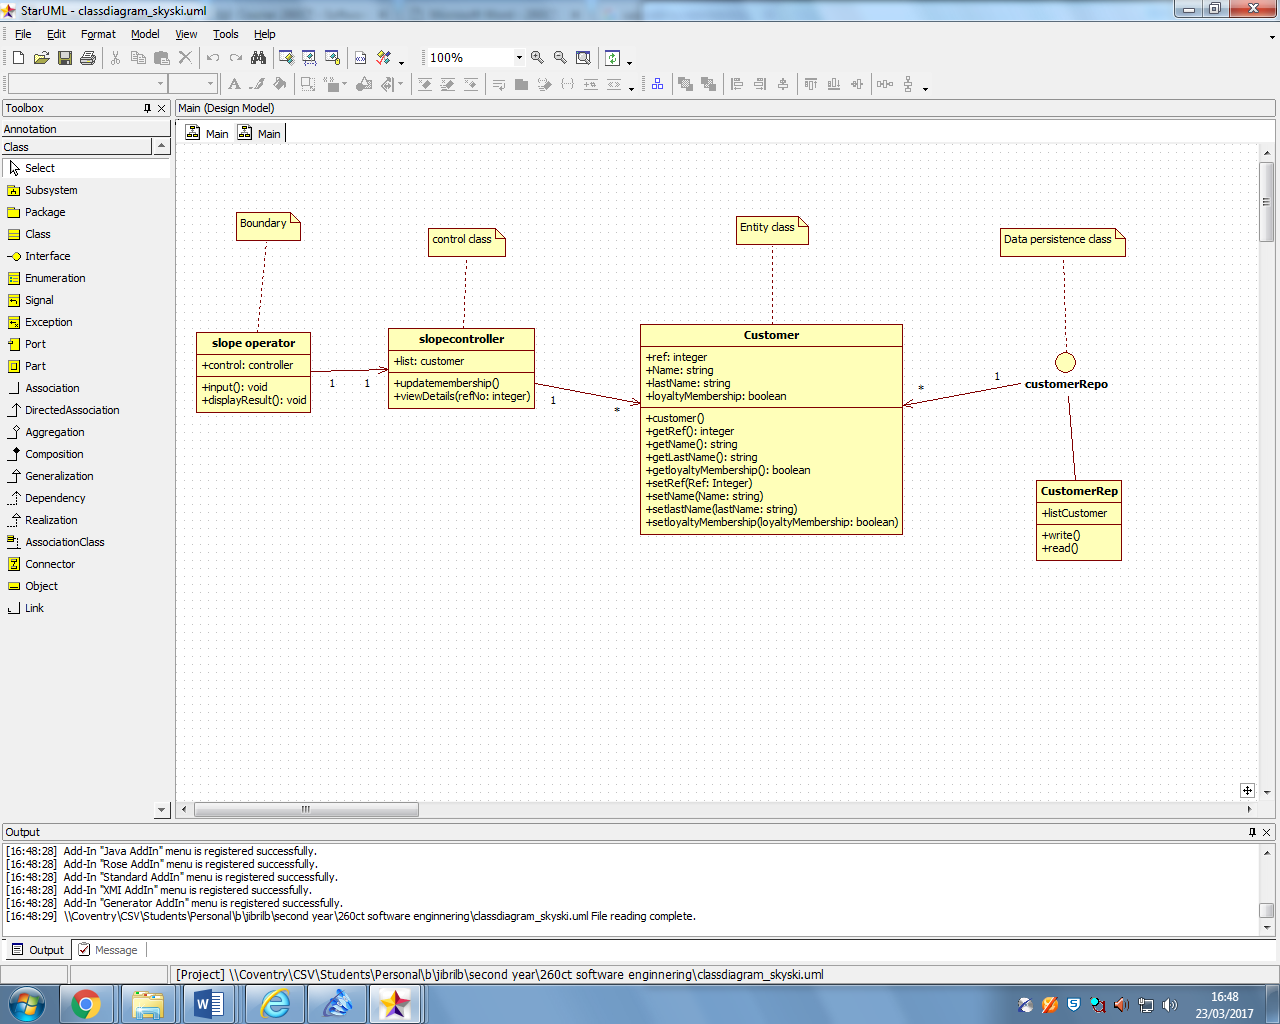 StarUML - classdiagram_skyski.uml
File Edit Format Model View Tools Help
100%
Toolbox
Main (Design Model)
Annotation
Class
Main Main
Select
Subsystem
Package
Class
Interface
Enumeration
Signal
Exception
Port
Part
Association
DirectedAssociation
Aggregration
Composition
Generalization
Dependency
Realization
AssociationClass
Connector
Object
Link
Boundary
control class
Entity class
Data persistence class
slope operator
+control: controller
+input(): void
+displayResult(): void
1 1
slopecontroller
+list: customer
+updatemembership()
+viewDetails(refNo: integer)
1 *
Customer
+ref: integer
+Name: string
+lastName: string
+loyaltyMembership: boolean
+customer()
+getRef(): integer
+getName(): string
+getLastName(): string
+getloyaltyMembership(): boolean
+setRef(Ref: Integer)
+setName(Name: string)
+setlastName(lastName: string)
+setloyaltyMembership(loyaltyMembership: boolean)
* 1
customerRepo
CustomerRep
+listCustomer
+write()
+read()
Output
[16:48:28] Add-In "Java AddIn" menu is registered successfully.
[16:48:28] Add-In "Rose AddIn" menu is registered successfully.
[16:48:28] Add-In "Standard AddIn" menu is registered successfully.
[16:48:28] Add-In "XMI AddIn" menu is registered successfully.
[16:48:28] Add-In "Generator AddIn" menu is registered successfully.
[16:48:29] \\Coventry\CSV\Students\Personal\b\jibrilb\second year\260ct software enginnering\classdiagram_skyski.uml File reading complete.
Output Message
[Project] \\Coventry\CSV\Students\Personal\b\jibrilb\second year\260ct software enginnering\classdiagram_skyski.uml
16:48
23/03/2017